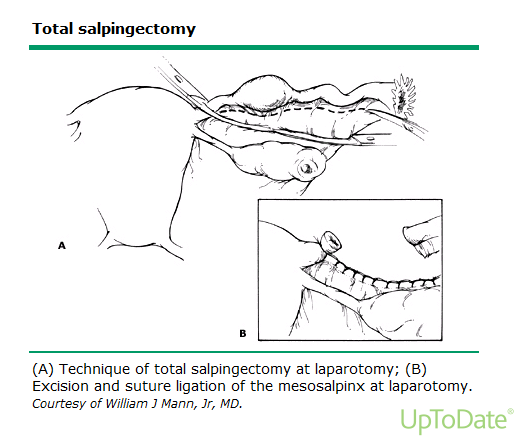 Total salpingectomy
A
B
(A) Technique of total salpingectomy at laparotomy; (B)
Excision and suture ligation of the mesosalpinx at laparotomy.
Courtesy of William J Mann, Jr, MD.
UpToDate®